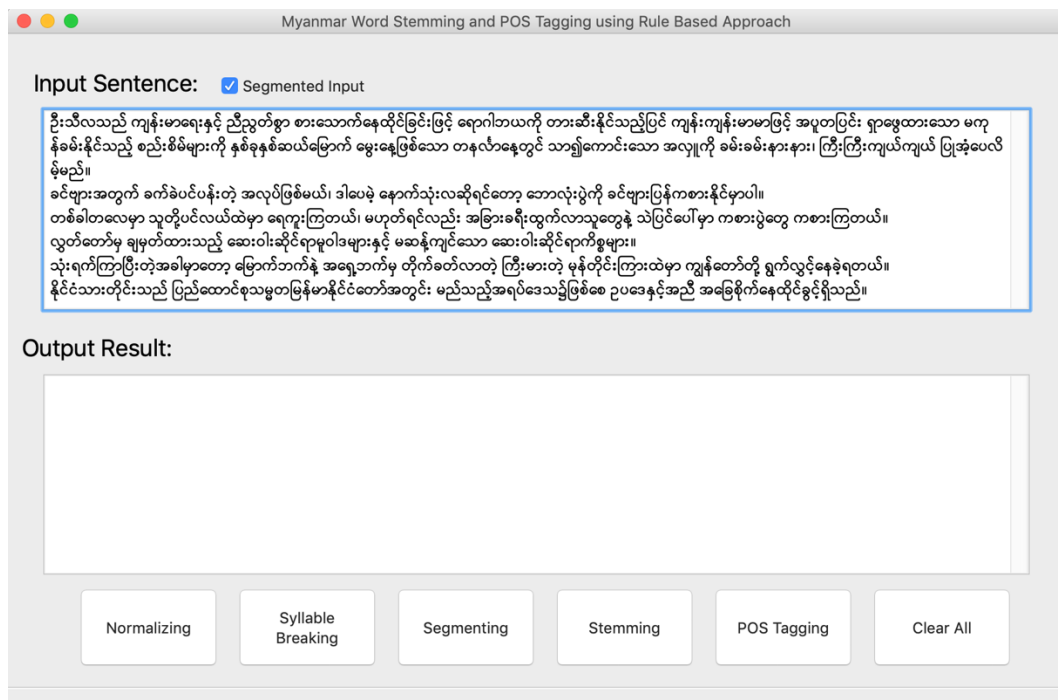 Myanmar Word Stemming and POS Tagging using Rule Based Approach
Input Sentence: Segmented Input
ဦးသီလသည် ကျန်းမာရေးနှင့် ညီညွတ်စွာ စားသောက်နေထိုင်ခြင်းဖြင့် ရောဂါဘယကို တားဆီးနိုင်သည့်ပြင် ကျန်းကျန်းမာမာဖြင့် အပူတပြင်း ရှာဖွေထားသော မကု
န်ခမ်းနိုင်သည့် စည်းစိမ်များကို နှစ်ခုနှစ်ဆယ်မြောက် မွေးနေ့ဖြစ်သော တနင်္လာနေ့တွင် သာ၍ကောင်းသော အလှူကို ခမ်းခမ်းနားနား၊ ကြီးကြီးကျယ်ကျယ် ပြုအံ့ပေလိ
မ့်မည်။
ခင်ဗျားအတွက် ခက်ခဲပင်ပန်းတဲ့ အလုပ်ဖြစ်မယ်၊ ဒါပေမဲ့ နောက်သုံးလဆိုရင်တော့ ဘောလုံးပွဲကို ခင်ဗျားပြန်ကစားနိုင်မှာပါ။
တစ်ခါတလေမှာ သူတို့ပင်လယ်ထဲမှာ ရေကူးကြတယ်၊ မဟုတ်ရင်လည်း အခြားခရီးထွက်လာသူတွေနဲ့ သဲပြင်ပေါ်မှာ ကစားပွဲတွေ ကစားကြတယ်။
လွှတ်တော်မှ ချမှတ်ထားသည့် ဆေးဝါးဆိုင်ရာမူဝါဒများနှင့် မဆန့်ကျင်သော ဆေးဝါးဆိုင်ရာကိစ္စများ။
သုံးရက်ကြာပြီးတဲ့အခါမှာတော့ မြောက်ဘက်နဲ့ အရှေ့ဘက်မှ တိုက်ခတ်လာတဲ့ ကြီးမားတဲ့ မုန်တိုင်းကြားထဲမှာ ကျွန်တော်တို့ ရွက်လွှင့်နေခဲ့ရတယ်။
နိုင်ငံသားတိုင်းသည် ပြည်ထောင်စုသမ္မတမြန်မာနိုင်ငံတော်အတွင်း မည်သည့်အရပ်ဒေသ၌ဖြစ်စေ ဥပဒေနှင့်အညီ အခြေစိုက်နေထိုင်ခွင့်ရှိသည်။
Output Result:
Normalizing
Syllable
Breaking
Segmenting
Stemming
POS Tagging
Clear All